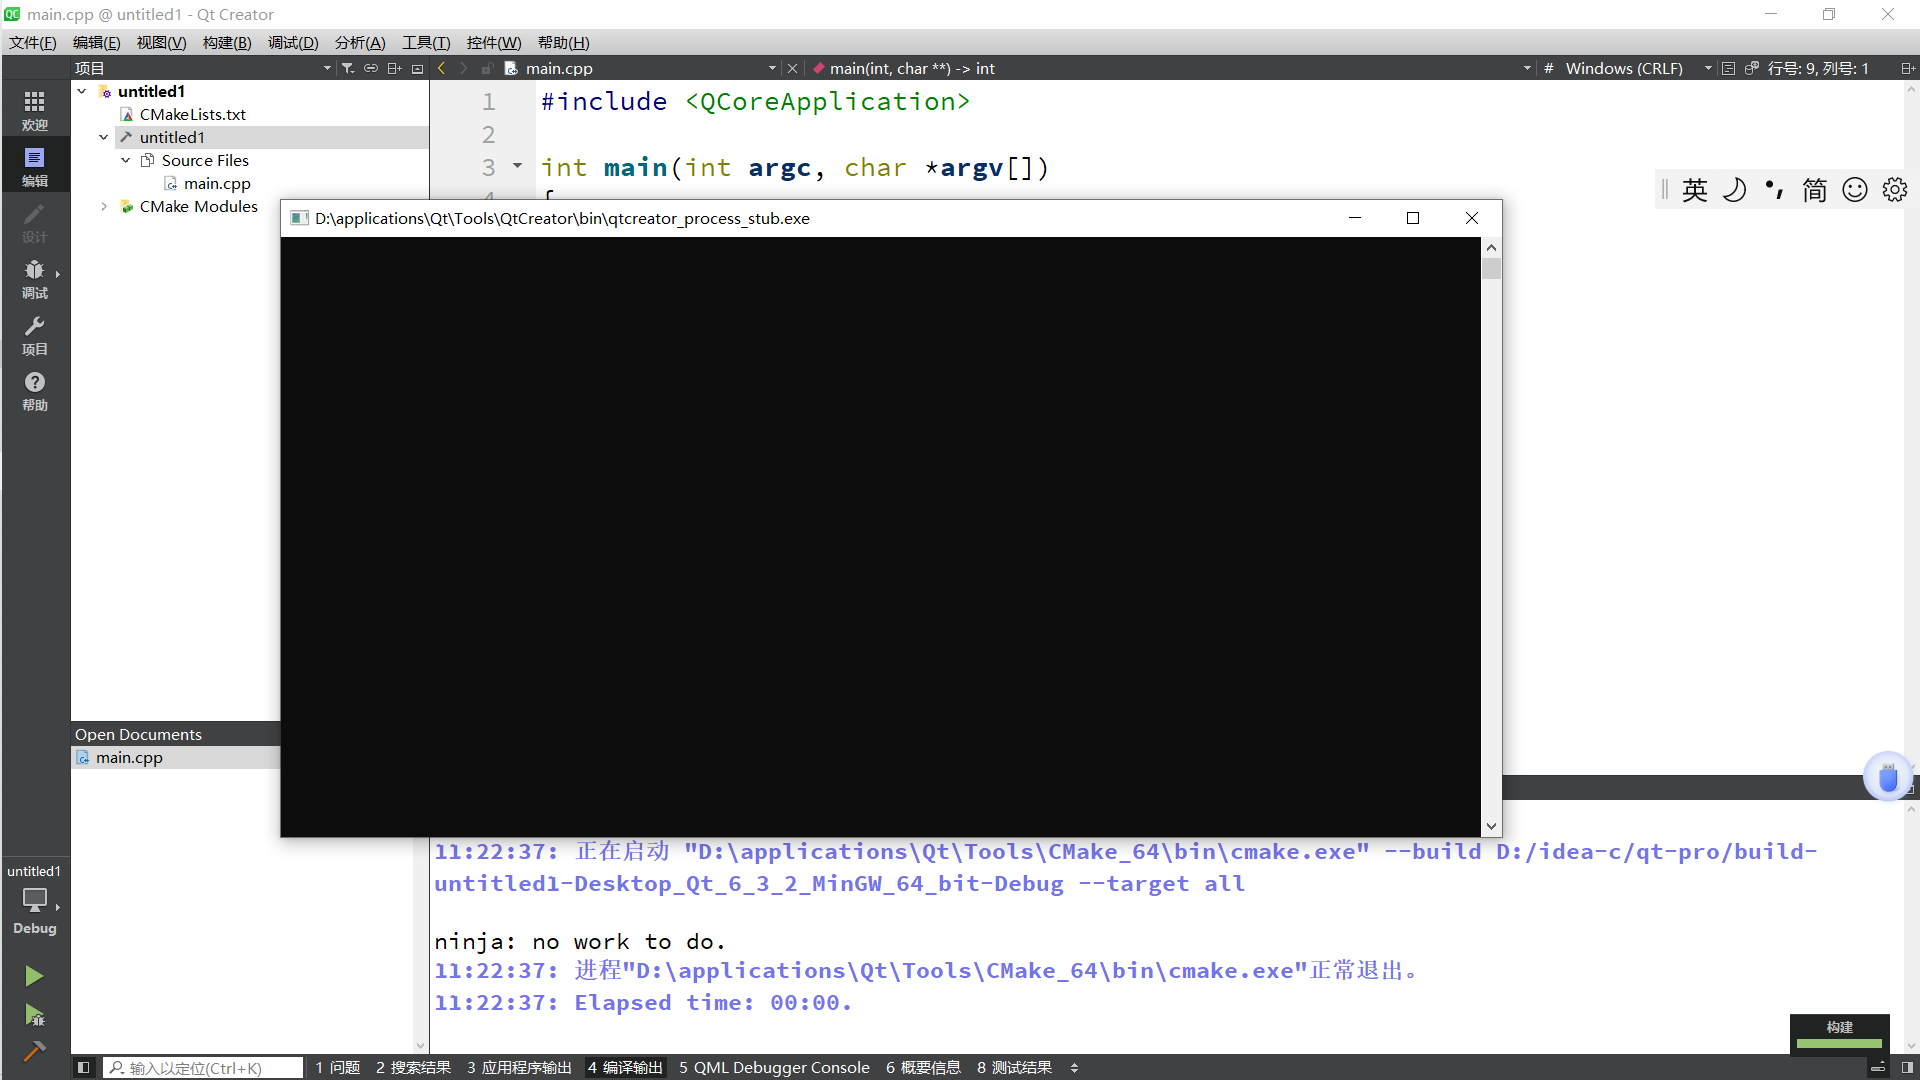 main.cpp @ untitled1 - Qt Creator
文件(F) 编辑(E) 视图(V) 构建(B) 调试(D) 分析(A) 工具(T) 控件(W) 帮助(H)
项目
main.cpp
main(int, char **) -> int
# Windows (CRLF)
行号: 9, 列号: 1
欢迎
编辑
设计
调试
项目
帮助
untitled1
CMakeLists.txt
untitled1
Source Files
main.cpp
CMake Modules
1 #include <QCoreApplication>
2
3 int main(int argc, char *argv[])
英 简
D:\applications\Qt\Tools\QtCreator\bin\qtcreator_process_stub.exe
Open Documents
main.cpp
11:22:37: 正在启动 "D:\applications\Qt\Tools\CMake_64\bin\cmake.exe" --build D:/idea-c/qt-pro/build-
untitled1-Desktop_Qt_6_3_2_MinGW_64_bit-Debug --target all
ninja: no work to do.
11:22:37: 进程"D:\applications\Qt\Tools\CMake_64\bin\cmake.exe"正常退出。
11:22:37: Elapsed time: 00:00.
untitled1
Debug
构建
输入以定位(Ctrl+K)
1 问题 2 搜索结果 3 应用程序输出 4 编译输出 5 QML Debugger Console 6 概要信息 8 测试结果